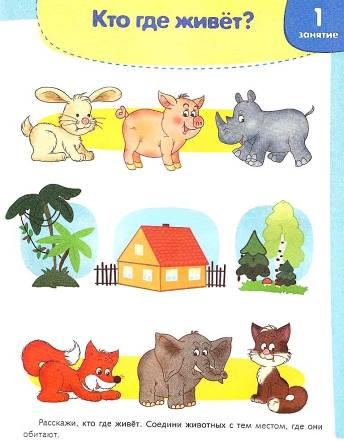 Кто где живёт?
1
занятие
Расскажи, кто где живёт. Соедини животных с тем местом, где они
обитают.